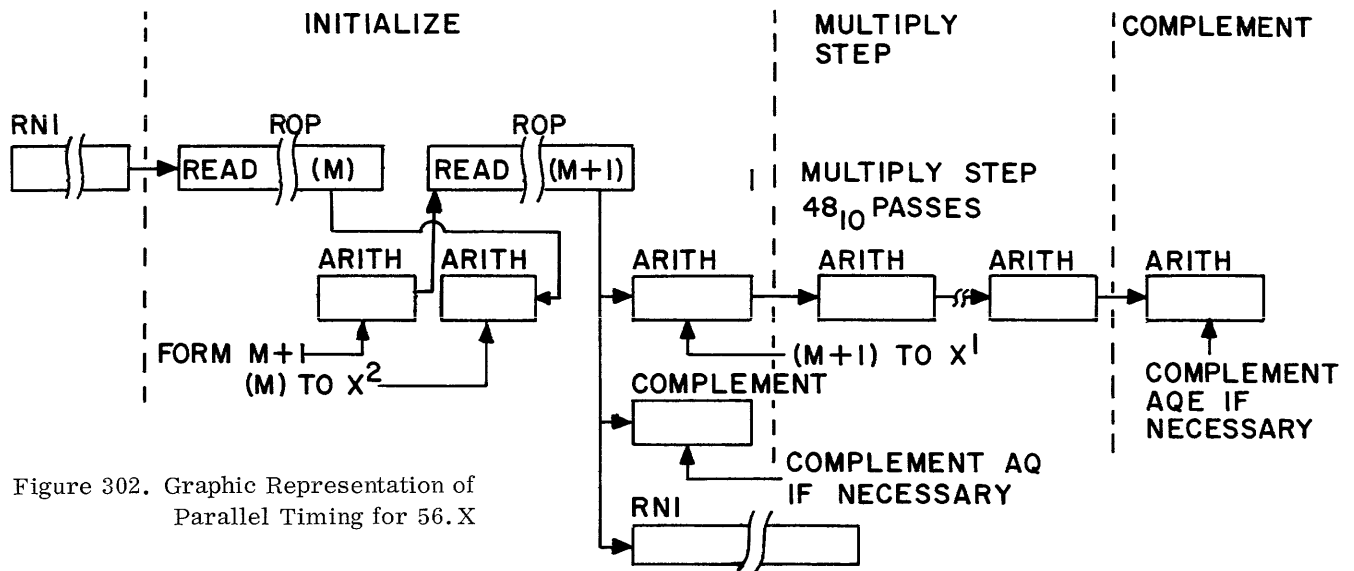 INITIALIZE
MULTIPLY
STEP
COMPLEMENT
RNI
ROP
READ (M)
ROP
READ (M+1)
MULTIPLY STEP
48₁₀ PASSES
ARITH
ARITH
ARITH
ARITH
ARITH
ARITH
FORM M+1
(M) TO X²
(M+1) TO X¹
COMPLEMENT
COMPLEMENT AQ
IF NECESSARY
COMPLEMENT
AQE IF
NECESSARY
RNI
Figure 302. Graphic Representation of
Parallel Timing for 56.X